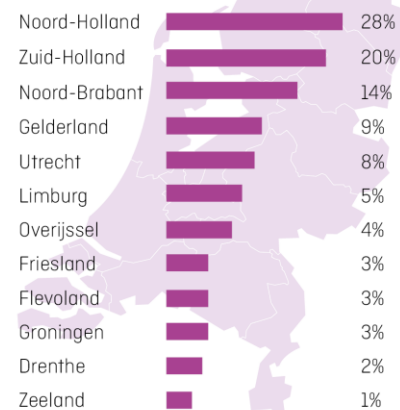 Noord-Holland 28%
Zuid-Holland 20%
Noord-Brabant 14%
Gelderland 9%
Utrecht 8%
Limburg 5%
Overijssel 4%
Friesland 3%
Flevoland 3%
Groningen 3%
Drenthe 2%
Zeeland 1%